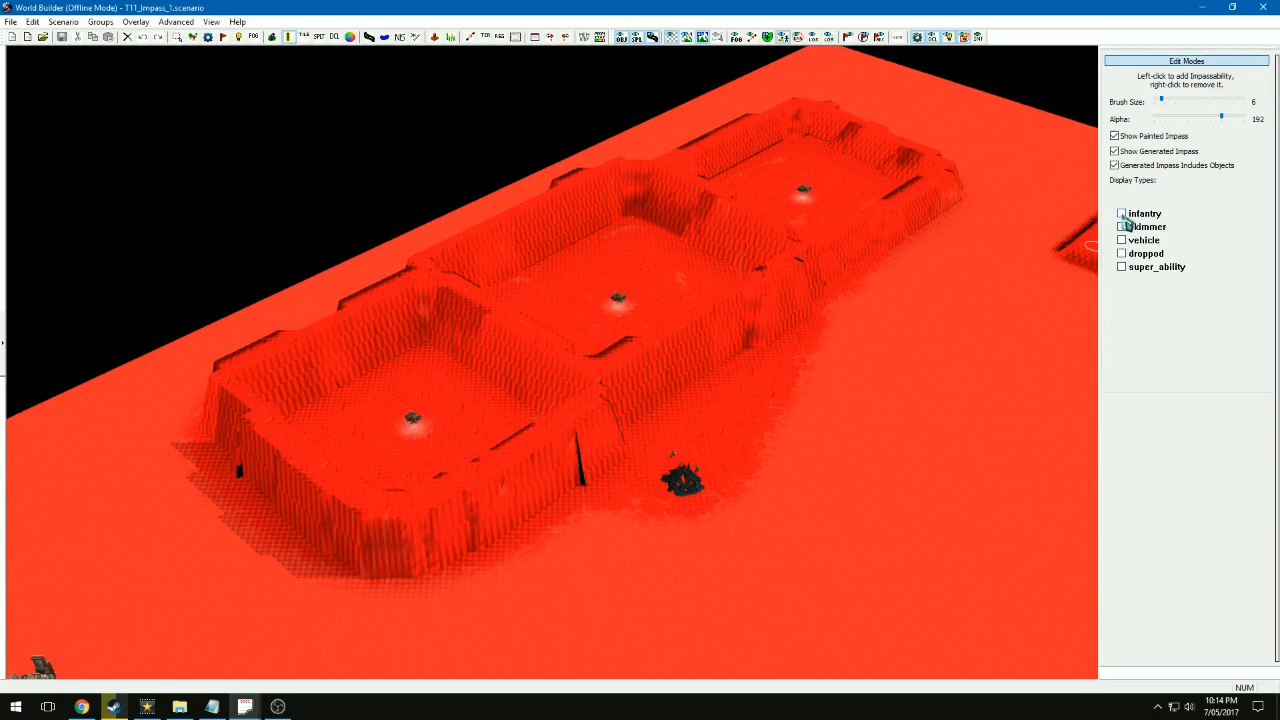 World Builder (Offline Mode) - T11_Impass_1.scenario
File Edit Scenario Groups Overlay Advanced View Help
Edit Modes
Left-click to add Impassability,
right-click to remove it.
Brush Size: 6
Alpha: 192
Show Painted Impass
Show Generated Impass
Generated Impass Includes Objects
Display Types:
infantry
kimmer
vehicle
droppod
super_ability
NUM
10:14 PM
7/05/2017